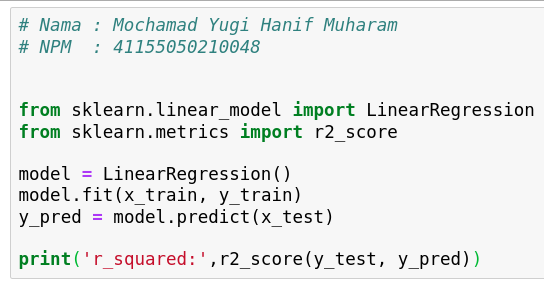 # Nama : Mochamad Yugi Hanif Muharam
# NPM  : 41155050210048
from sklearn.linear_model import LinearRegression
from sklearn.metrics import r2_score
model = LinearRegression()
model.fit(x_train, y_train)
y_pred = model.predict(x_test)
print('r_squared:',r2_score(y_test, y_pred))